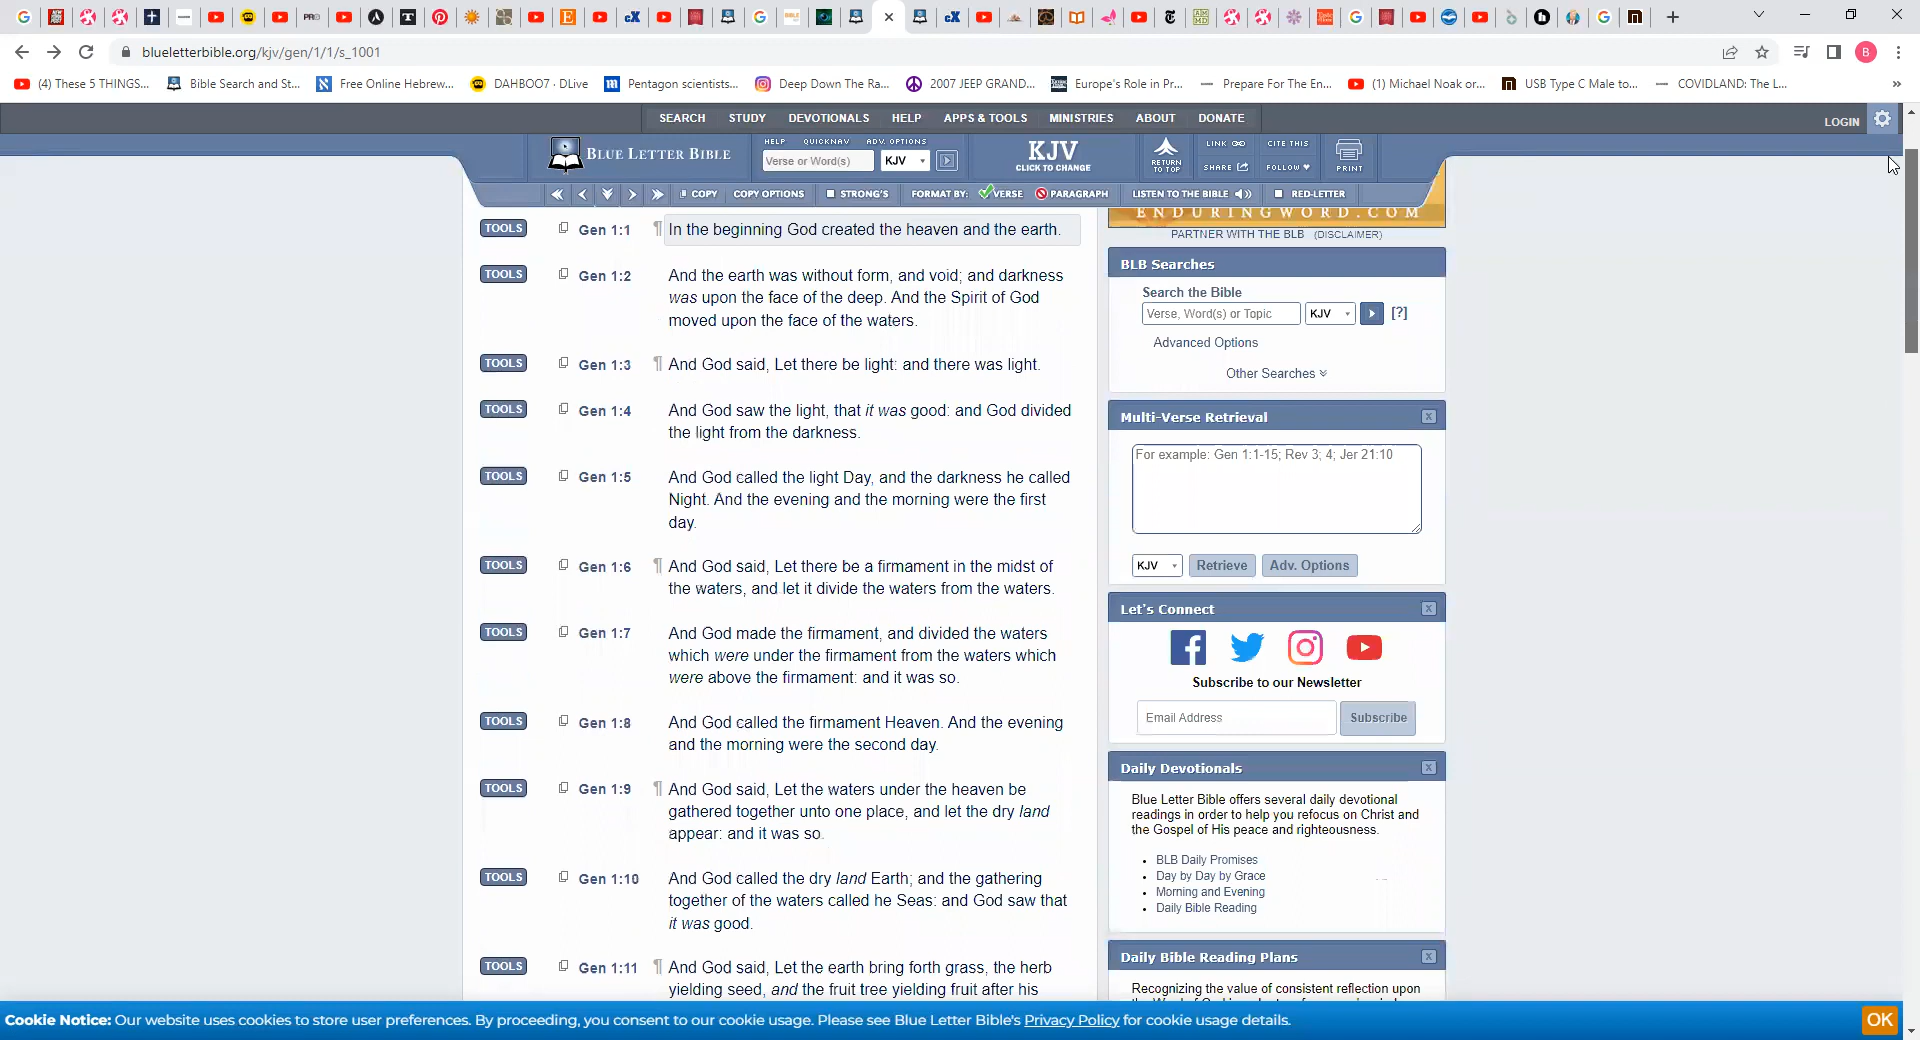 blueletterbible.org/kjv/gen/1/1/s_1001
(4) These 5 THINGS...
Bible Search and St...
Free Online Hebrew...
DAHBOO7 · DLive
Pentagon scientists...
Deep Down The Ra...
2007 JEEP GRAND...
Europe's Role in Pr...
Prepare For The En...
(1) Michael Noak or...
USB Type C Male to...
COVIDLAND: The L...
»
SEARCH STUDY DEVOTIONALS HELP APPS & TOOLS MINISTRIES ABOUT DONATE
LOGIN
BLUE LETTER BIBLE
HELP QUICKNAV ADV. OPTIONS
Verse or Word(s) KJV
KJV
CLICK TO CHANGE
RETURN
TO TOP
LINK
SHARE
CITE THIS
FOLLOW
PRINT
COPY COPY OPTIONS STRONG'S FORMAT BY: VERSE PARAGRAPH LISTEN TO THE BIBLE RED-LETTER
TOOLS Gen 1:1 ¶ In the beginning God created the heaven and the earth.
TOOLS Gen 1:2 And the earth was without form, and void; and darkness
was upon the face of the deep. And the Spirit of God
moved upon the face of the waters.
TOOLS Gen 1:3 ¶ And God said, Let there be light: and there was light.
TOOLS Gen 1:4 And God saw the light, that it was good: and God divided
the light from the darkness.
TOOLS Gen 1:5 And God called the light Day, and the darkness he called
Night. And the evening and the morning were the first
day.
TOOLS Gen 1:6 ¶ And God said, Let there be a firmament in the midst of
the waters, and let it divide the waters from the waters.
TOOLS Gen 1:7 And God made the firmament, and divided the waters
which were under the firmament from the waters which
were above the firmament: and it was so.
TOOLS Gen 1:8 And God called the firmament Heaven. And the evening
and the morning were the second day.
TOOLS Gen 1:9 ¶ And God said, Let the waters under the heaven be
gathered together unto one place, and let the dry land
appear: and it was so.
TOOLS Gen 1:10 And God called the dry land Earth; and the gathering
together of the waters called he Seas: and God saw that
it was good.
TOOLS Gen 1:11 ¶ And God said, Let the earth bring forth grass, the herb
yielding seed, and the fruit tree yielding fruit after his
ENDURINGWORD.COM
PARTNER WITH THE BLB (DISCLAIMER)
BLB Searches
Search the Bible
Verse, Word(s) or Topic KJV [?]
Advanced Options
Other Searches
Multi-Verse Retrieval
For example: Gen 1:1-15; Rev 3; 4; Jer 21:10
KJV Retrieve Adv. Options
Let's Connect
Subscribe to our Newsletter
Email Address Subscribe
Daily Devotionals
Blue Letter Bible offers several daily devotional
readings in order to help you refocus on Christ and
the Gospel of His peace and righteousness.
BLB Daily Promises
Day by Day by Grace
Morning and Evening
Daily Bible Reading
Daily Bible Reading Plans
Recognizing the value of consistent reflection upon
Cookie Notice: Our website uses cookies to store user preferences. By proceeding, you consent to our cookie usage. Please see Blue Letter Bible's Privacy Policy for cookie usage details.
OK